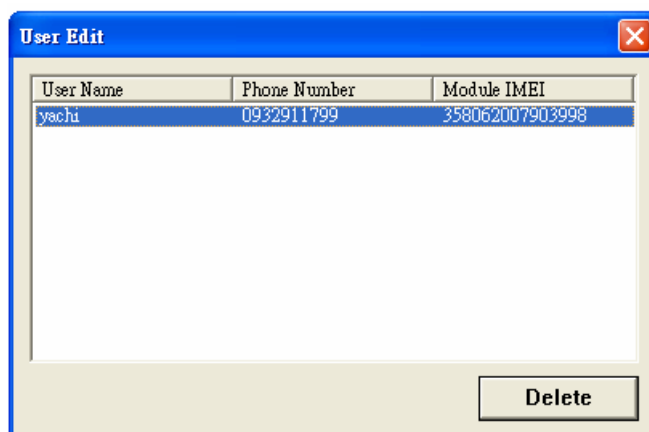 User Edit
User Name Phone Number Module IMEI
yachi 0932911799 358062007903998
Delete